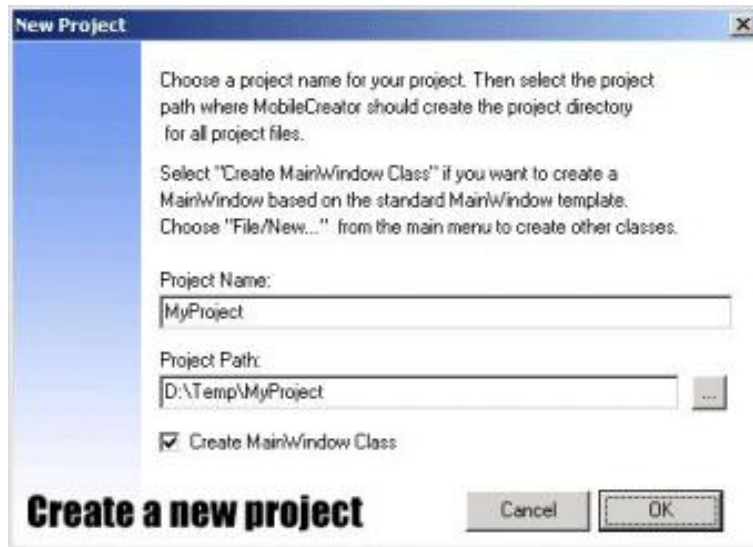 New Project
Choose a project name for your project. Then select the project
path where MobileCreator should create the project directory
for all project files.
Select "Create MainWindow Class" if you want to create a
MainWindow based on the standard MainWindow template.
Choose "File/New..." from the main menu to create other classes.
Project Name:
MyProject
Project Path:
D:\Temp\MyProject
...
Create MainWindow Class
Create a new project
Cancel
OK